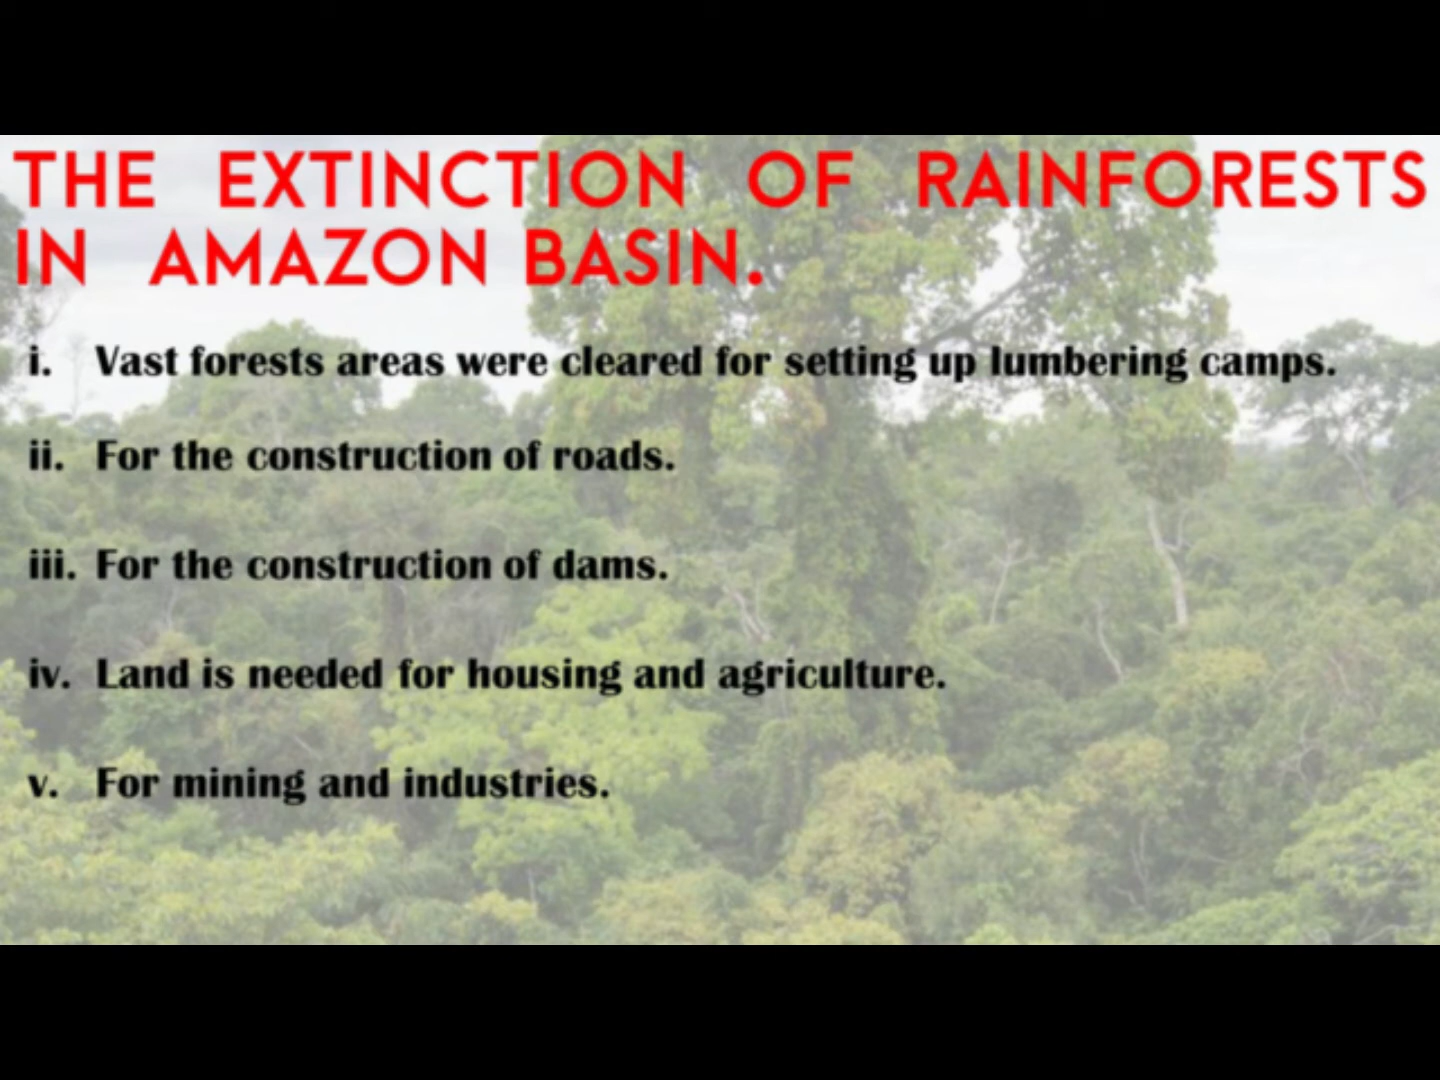 THE EXTINCTION OF RAINFORESTS
IN AMAZON BASIN.
i. Vast forests areas were cleared for setting up lumbering camps.
ii. For the construction of roads.
iii. For the construction of dams.
iv. Land is needed for housing and agriculture.
v. For mining and industries.